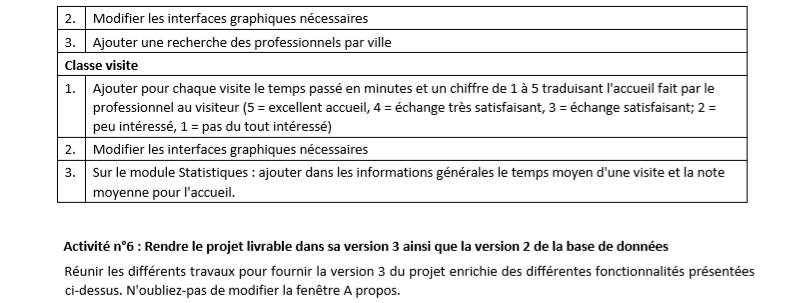 2. Modifier les interfaces graphiques nécessaires
3. Ajouter une recherche des professionnels par ville
Classe visite
1. Ajouter pour chaque visite le temps passé en minutes et un chiffre de 1 à 5 traduisant l'accueil fait par le
professionnel au visiteur (5 = excellent accueil, 4 = échange très satisfaisant, 3 = échange satisfaisant; 2 =
peu intéressé, 1 = pas du tout intéressé)
2. Modifier les interfaces graphiques nécessaires
3. Sur le module Statistiques : ajouter dans les informations générales le temps moyen d'une visite et la note
moyenne pour l'accueil.
Activité n°6 : Rendre le projet livrable dans sa version 3 ainsi que la version 2 de la base de données
Réunir les différents travaux pour fournir la version 3 du projet enrichie des différentes fonctionnalités présentées
ci-dessus. N'oubliez-pas de modifier la fenêtre A propos.